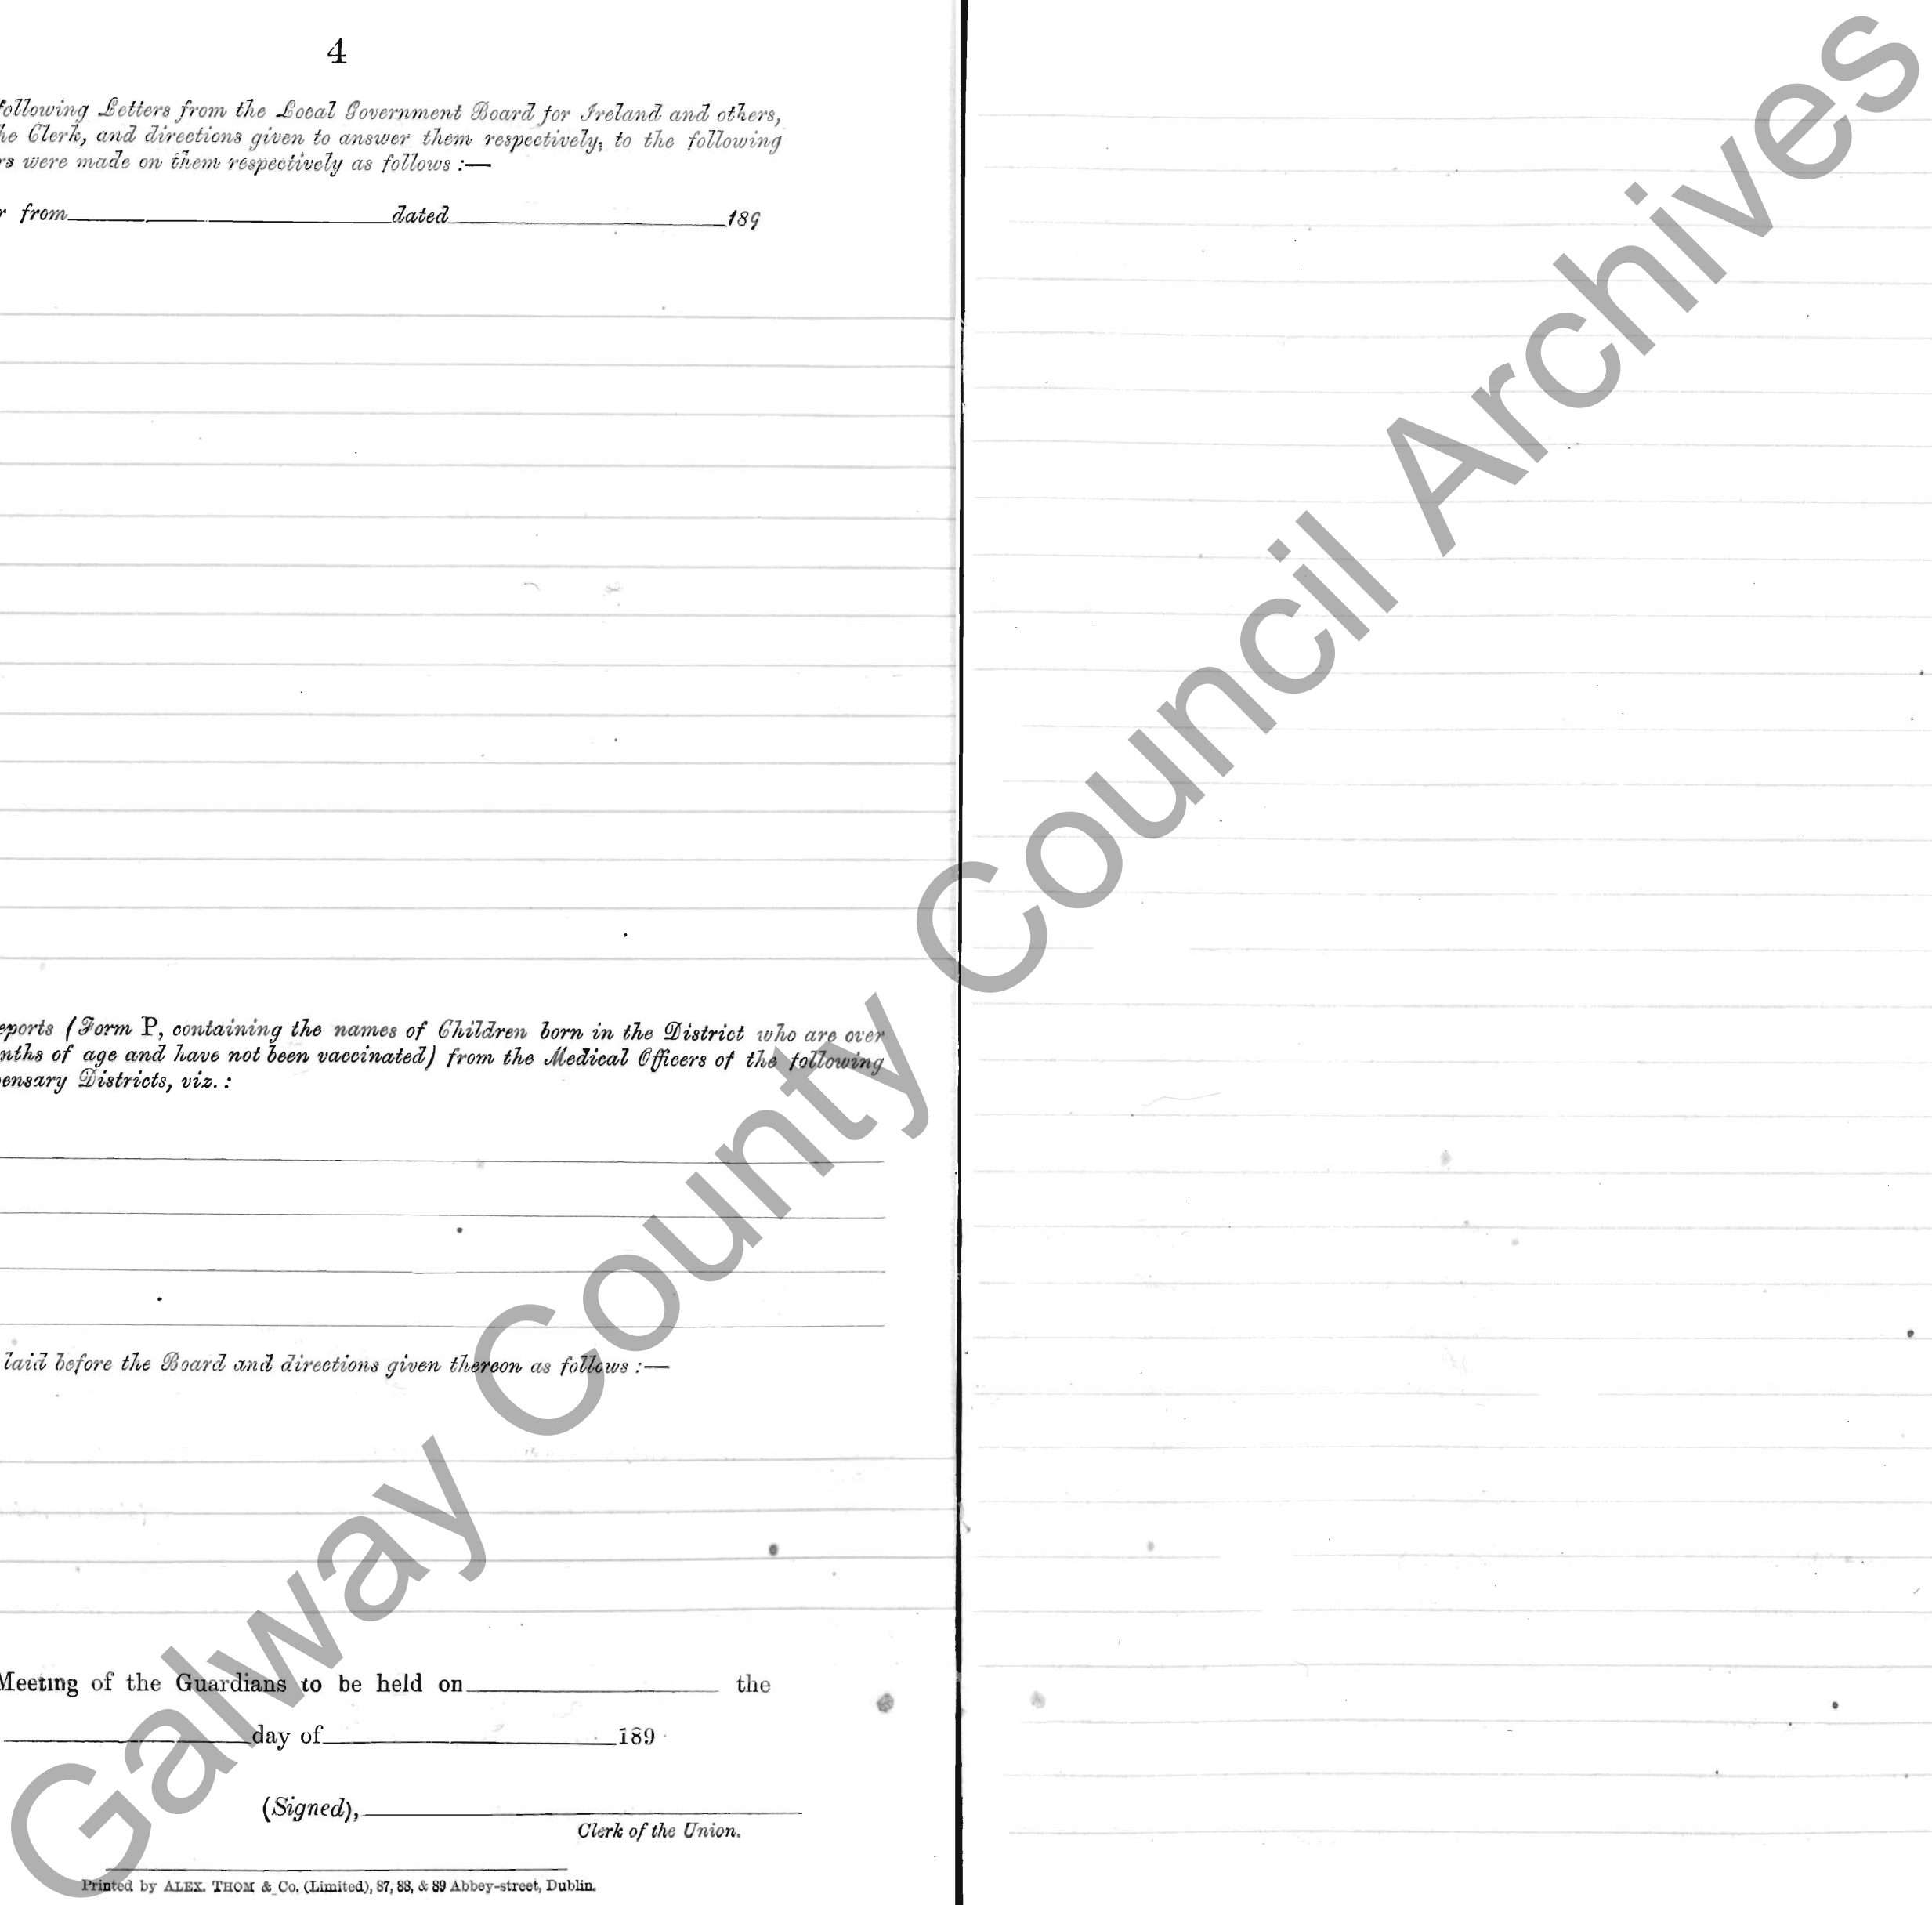 4
following Letters from the Local Government Board for Ireland and others,
he Clerk, and directions given to answer them respectively, to the following
rs were made on them respectively as follows :—
r from dated 189
eports (Form P, containing the names of Children born in the District who are over
nths of age and have not been vaccinated) from the Medical Officers of the following
ensary Districts, viz. :
laid before the Board and directions given thereon as follows :—
Meeting of the Guardians to be held on the
day of 189
(Signed),
Clerk of the Union.
Printed by ALEX. THOM & Co. (Limited), 87, 88, & 89 Abbey-street, Dublin.
Galway County Council Archives